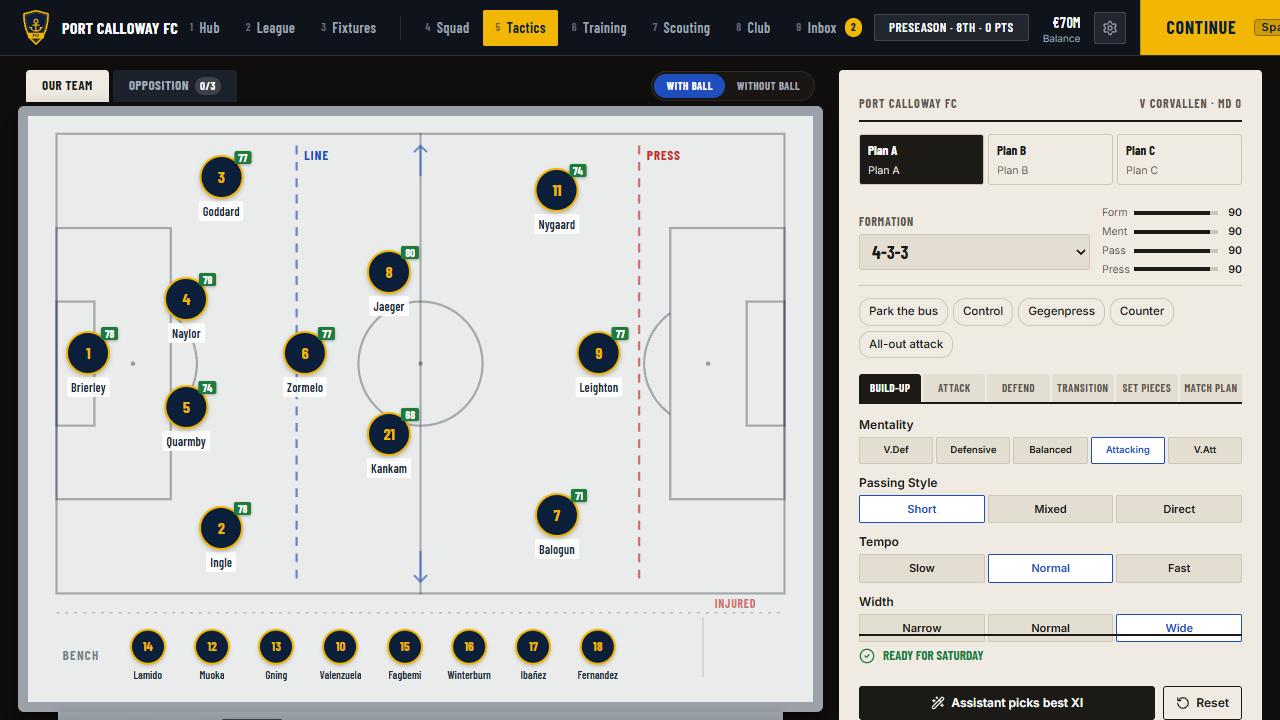 PORT CALLOWAY FC 1 Hub 2 League 3 Fixtures 4 Squad 5 Tactics 6 Training 7 Scouting 8 Club 9 Inbox 2 PRESEASON · 8TH · 0 PTS €70M Balance CONTINUE
OUR TEAM OPPOSITION 0/3 WITH BALL WITHOUT BALL
LINE PRESS
77
3
Goddard
74
11
Nygaard
80
8
Jaeger
79
4
Naylor
78
1
Brierley
77
6
Zormelo
77
9
Leighton
74
5
Quarmby
68
21
Kankam
78
2
Ingle
71
7
Balogun
INJURED
BENCH
14 12 13 10 15 16 17 18
Lamido Muoka Gning Valenzuela Fagbemi Winterburn Ibañez Fernandez
PORT CALLOWAY FC V CORVALLEN · MD 0
Plan A Plan B Plan C
Plan A Plan B Plan C
FORMATION
4-3-3
Form 90
Ment 90
Pass 90
Press 90
Park the bus Control Gegenpress Counter
All-out attack
BUILD-UP ATTACK DEFEND TRANSITION SET PIECES MATCH PLAN
Mentality
V.Def Defensive Balanced Attacking V.Att
Passing Style
Short Mixed Direct
Tempo
Slow Normal Fast
Width
Narrow Normal Wide
READY FOR SATURDAY
Assistant picks best XI Reset